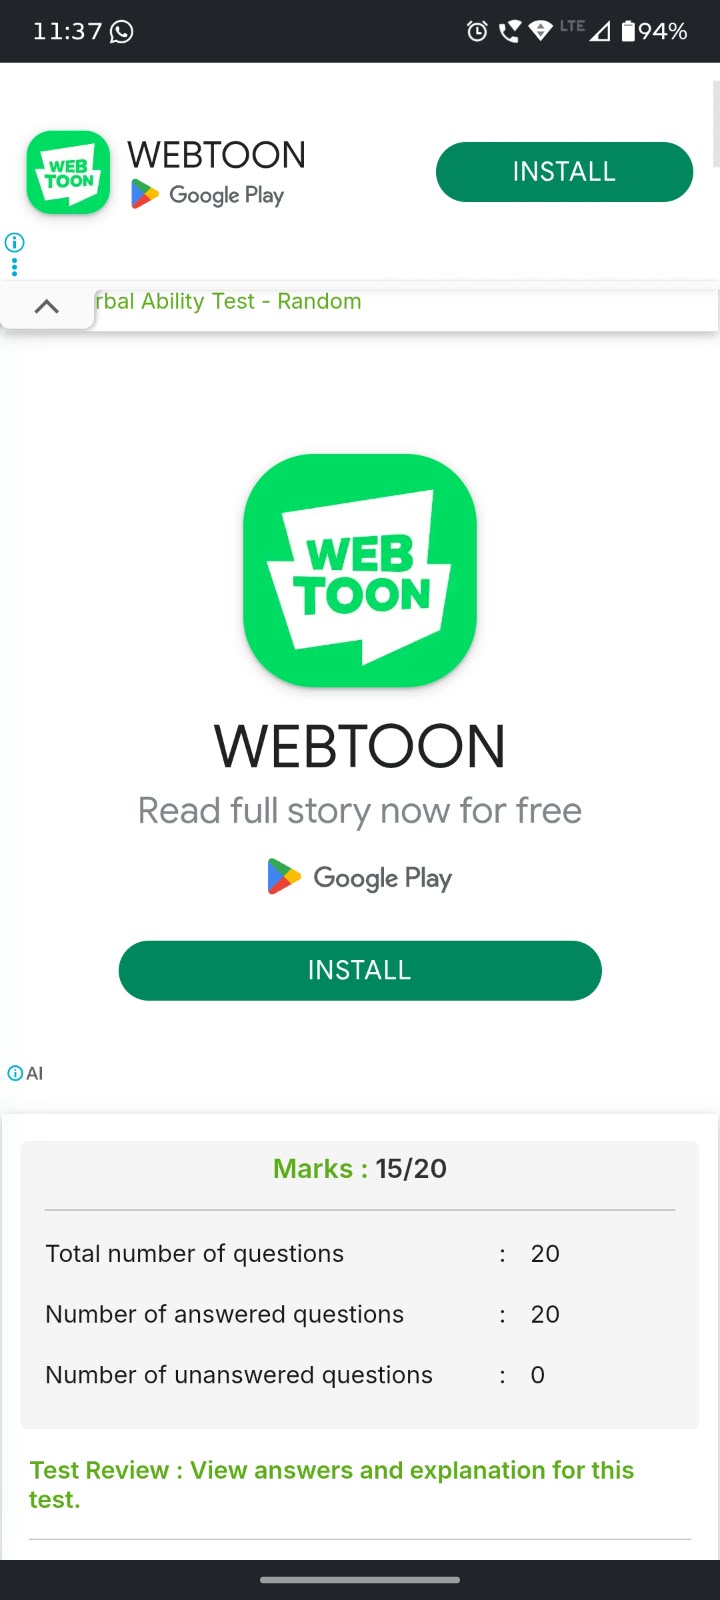 11:37
LTE 94%
WEB
TOON
WEBTOON
Google Play
INSTALL
rbal Ability Test - Random
WEB
TOON
WEBTOON
Read full story now for free
Google Play
INSTALL
AI
Marks : 15/20
Total number of questions : 20
Number of answered questions : 20
Number of unanswered questions : 0
Test Review : View answers and explanation for this
test.